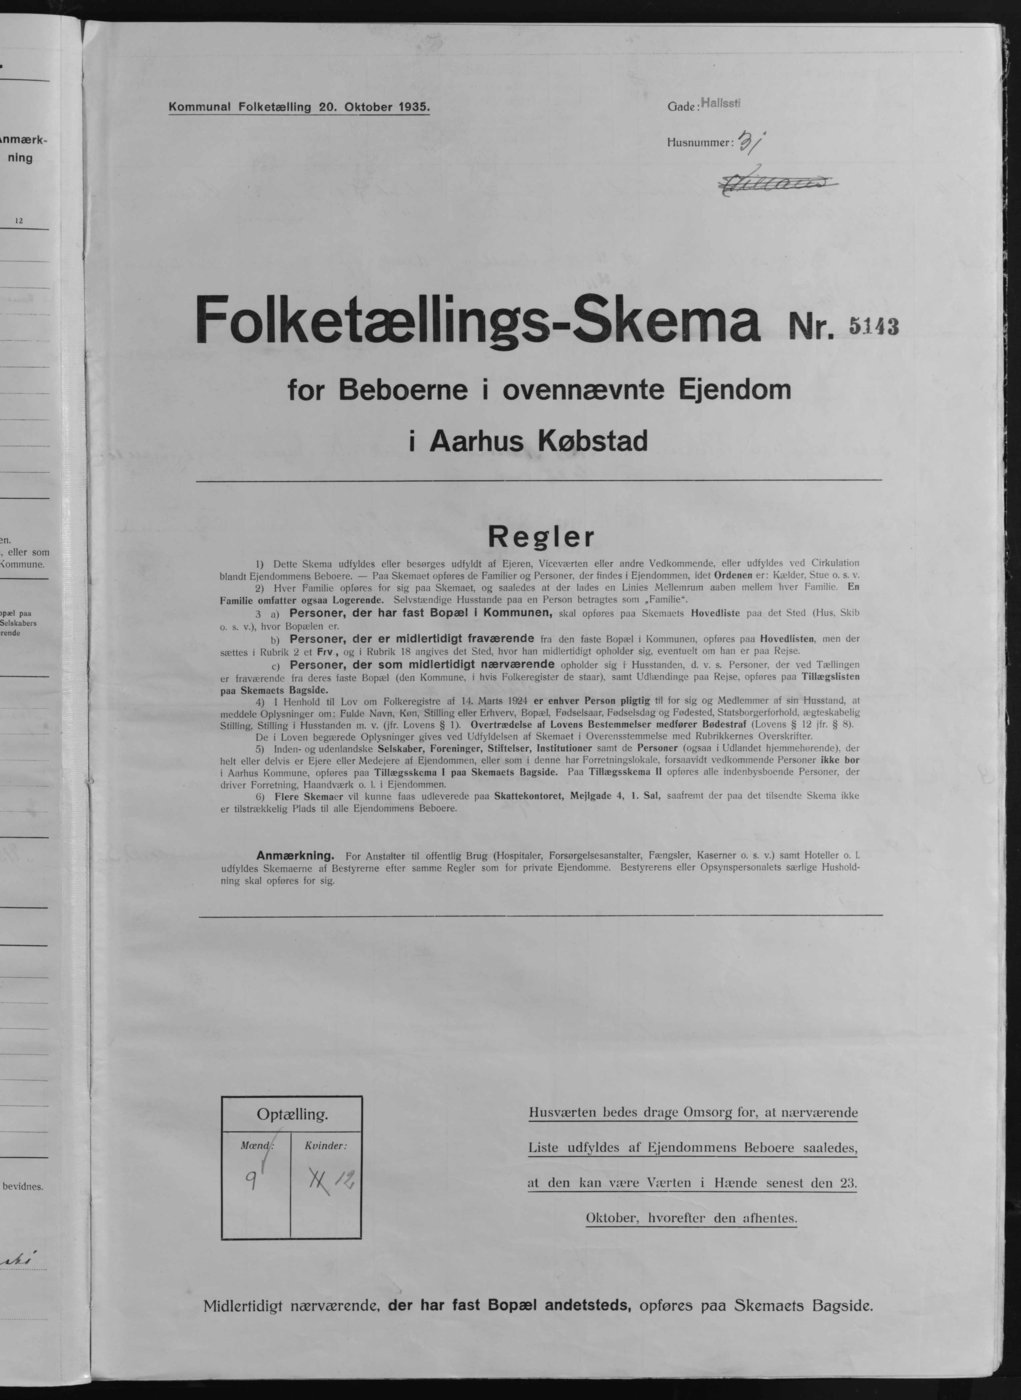 Anmærk-
ning
12
en.
, eller som
Kommune.
opæl paa
Selskabers
rende
bevidnes.
Kommunal Folketælling 20. Oktober 1935.
Gade: Hallssti
Husnummer: 3
Folketællings-Skema Nr. 5143
for Beboerne i ovennævnte Ejendom
i Aarhus Købstad
Regler
1) Dette Skema udfyldes eller besørges udfyldt af Ejeren, Viceværten eller andre Vedkommende, eller udfyldes ved Cirkulation
blandt Ejendommens Beboere. — Paa Skemaet opføres de Familier og Personer, der findes i Ejendommen, idet Ordenen er: Kælder, Stue o. s. v.
2) Hver Familie opføres for sig paa Skemaet, og saaledes at der lades en Linies Mellemrum aaben mellem hver Familie. En
Familie omfatter ogsaa Logerende. Selvstændige Husstande paa en Person betragtes som „Familie“.
3 a) Personer, der har fast Bopæl i Kommunen, skal opføres paa Skemaets Hovedliste paa det Sted (Hus, Skib
o. s. v.), hvor Bopælen er.
b) Personer, der er midlertidigt fraværende fra den faste Bopæl i Kommunen, opføres paa Hovedlisten, men der
sættes i Rubrik 2 et Frv., og i Rubrik 18 angives det Sted, hvor han midlertidigt opholder sig, eventuelt om han er paa Rejse.
c) Personer, der som midlertidigt nærværende opholder sig i Husstanden, d. v. s. Personer, der ved Tællingen
er fraværende fra deres faste Bopæl (den Kommune, i hvis Folkeregister de staar), samt Udlændinge paa Rejse, opføres paa Tillægslisten
paa Skemaets Bagside.
4) I Henhold til Lov om Folkeregistre af 14. Marts 1924 er enhver Person pligtig til for sig og Medlemmer af sin Husstand, at
meddele Oplysninger om: Fulde Navn, Køn, Stilling eller Erhverv, Bopæl, Fødselsaar, Fødselsdag og Fødested, Statsborgerforhold, ægteskabelig
Stilling, Stilling i Husstanden m. v. (jfr. Lovens § 1). Overtrædelse af Lovens Bestemmelser medfører Bødestraf (Lovens § 12 jfr. § 8).
De i Loven begærede Oplysninger gives ved Udfyldelsen af Skemaet i Overensstemmelse med Rubrikkernes Overskrifter.
5) Inden- og udenlandske Selskaber, Foreninger, Stiftelser, Institutioner samt de Personer (ogsaa i Udlandet hjemmehørende), der
helt eller delvis er Ejere eller Medejere af Ejendommen, eller som i denne har Forretningslokale, forsaavidt vedkommende Personer ikke bor
i Aarhus Kommune, opføres paa Tillægsskema I paa Skemaets Bagside. Paa Tillægsskema II opføres alle indenbysboende Personer, der
driver Forretning, Haandværk o. l. i Ejendommen.
6) Flere Skemaer vil kunne faas udleverede paa Skattekontoret, Mejlgade 4, 1. Sal, saafremt der paa det tilsendte Skema ikke
er tilstrækkelig Plads til alle Ejendommens Beboere.
Anmærkning. For Anstalter til offentlig Brug (Hospitaler, Forsørgelsesanstalter, Fængsler, Kaserner o. s. v.) samt Hoteller o. l.
udfyldes Skemaerne af Bestyrerne efter samme Regler som for private Ejendomme. Bestyrerens eller Opsynspersonalets særlige Hushold-
ning skal opføres for sig.
Optælling.
Mænd: Kvinder:
9 12
Husværten bedes drage Omsorg for, at nærværende
Liste udfyldes af Ejendommens Beboere saaledes,
at den kan være Værten i Hænde senest den 23.
Oktober, hvorefter den afhentes.
Midlertidigt nærværende, der har fast Bopæl andetsteds, opføres paa Skemaets Bagside.